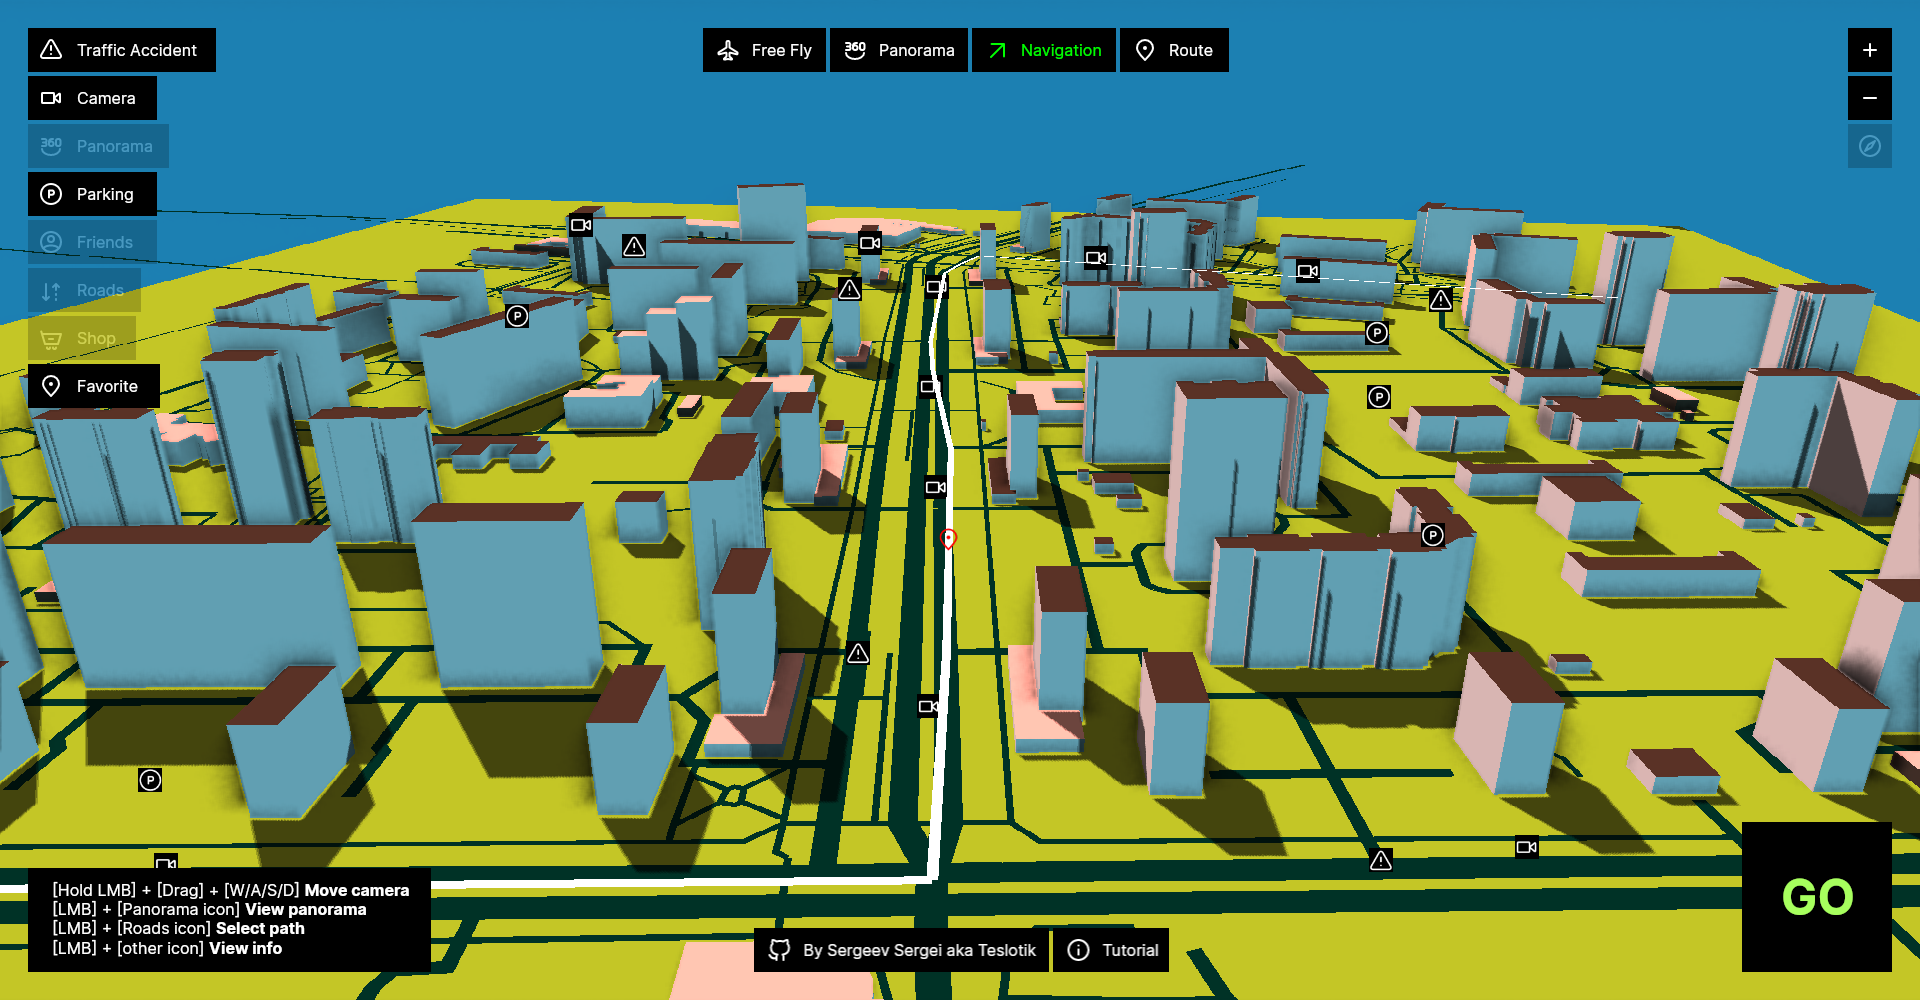 Traffic Accident
Camera
360 Panorama
P Parking
Friends
Roads
Shop
Favorite
Free Fly
360 Panorama
Navigation
Route
+
−
P
P
P
P
P
[Hold LMB] + [Drag] + [W/A/S/D] Move camera
[LMB] + [Panorama icon] View panorama
[LMB] + [Roads icon] Select path
[LMB] + [other icon] View info
By Sergeev Sergei aka Teslotik
Tutorial
GO